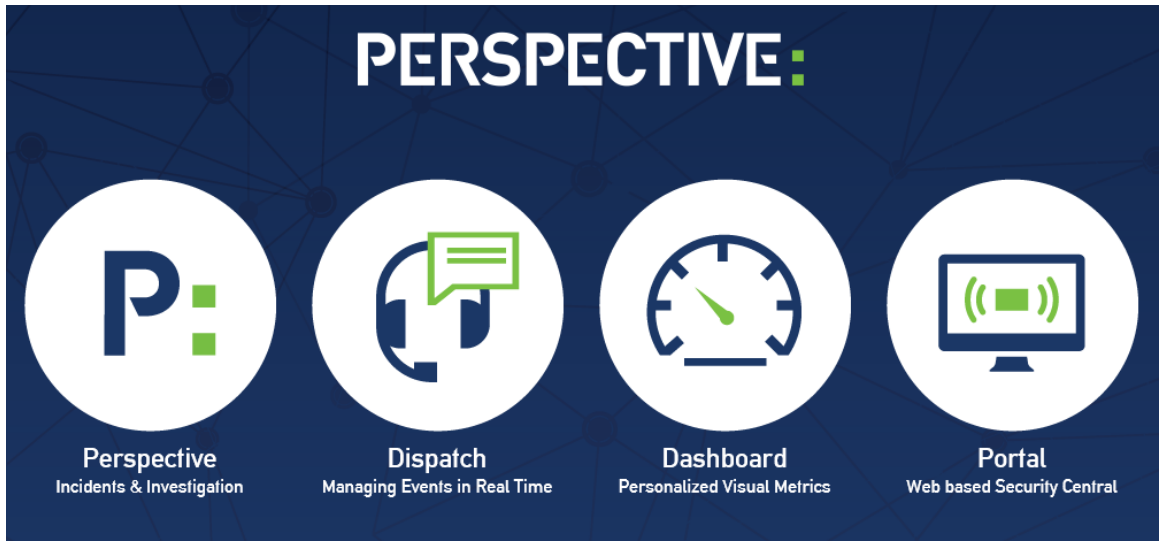 PERSPECTIVE:
P:
Perspective
Incidents & Investigation
Dispatch
Managing Events in Real Time
Dashboard
Personalized Visual Metrics
Portal
Web based Security Central